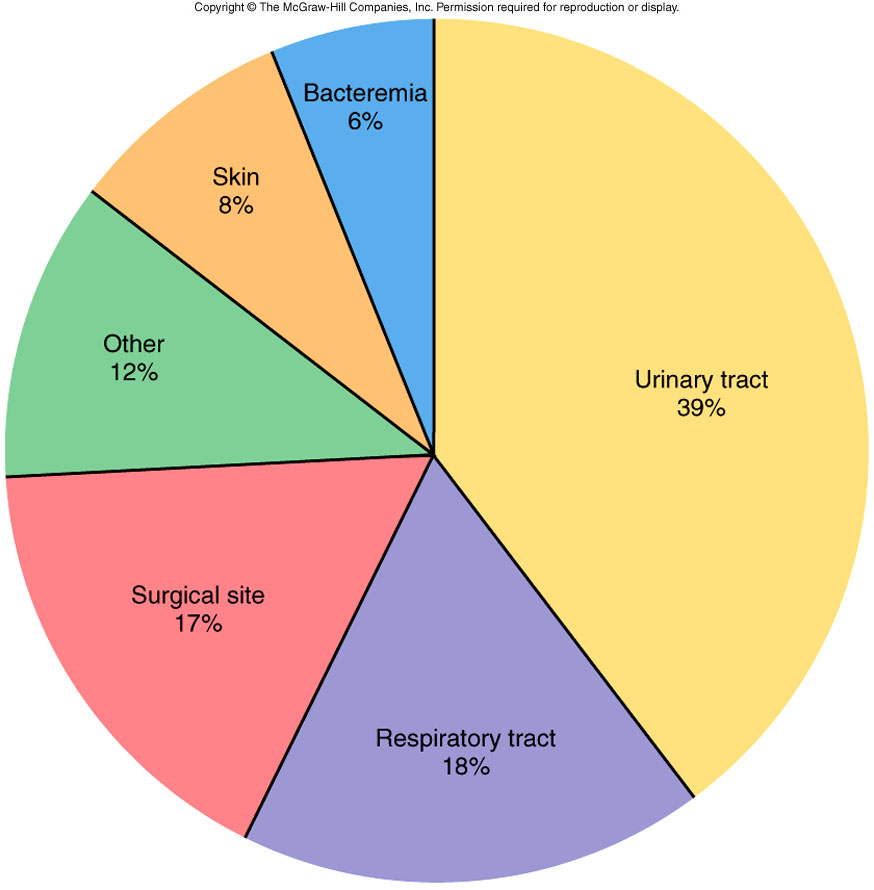 Copyright © The McGraw-Hill Companies, Inc. Permission required for reproduction or display.
Bacteremia
6%
Skin
8%
Other
12%
Urinary tract
39%
Surgical site
17%
Respiratory tract
18%